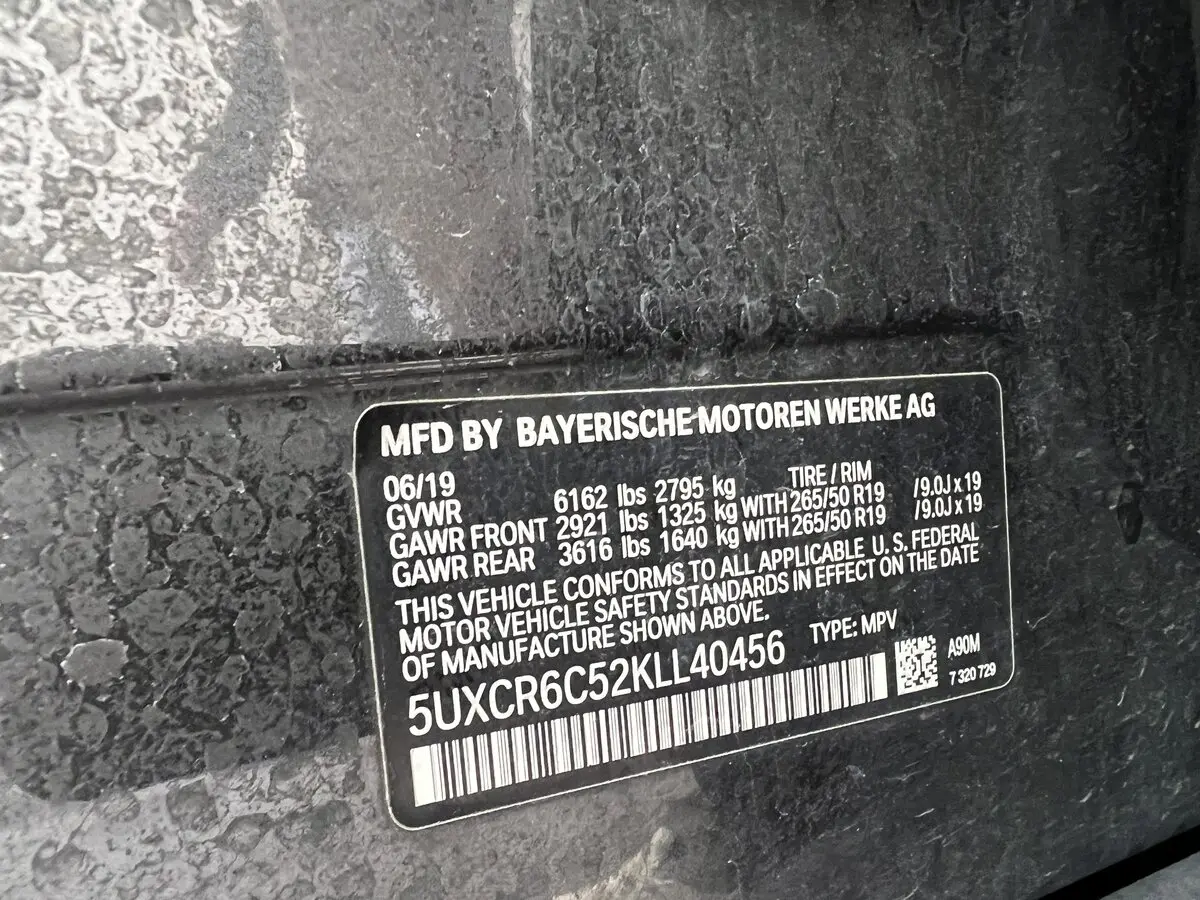 MFD BY BAYERISCHE MOTOREN WERKE AG
06/19 TIRE / RIM
GVWR 6162 lbs 2795 kg
GAWR FRONT 2921 lbs 1325 kg WITH 265/50 R19 /9.0J x 19
GAWR REAR 3616 lbs 1640 kg WITH 265/50 R19 /9.0J x 19
THIS VEHICLE CONFORMS TO ALL APPLICABLE U.S. FEDERAL
MOTOR VEHICLE SAFETY STANDARDS IN EFFECT ON THE DATE
OF MANUFACTURE SHOWN ABOVE.
5UXCR6C52KLL40456 TYPE: MPV
A90M
7 320 729